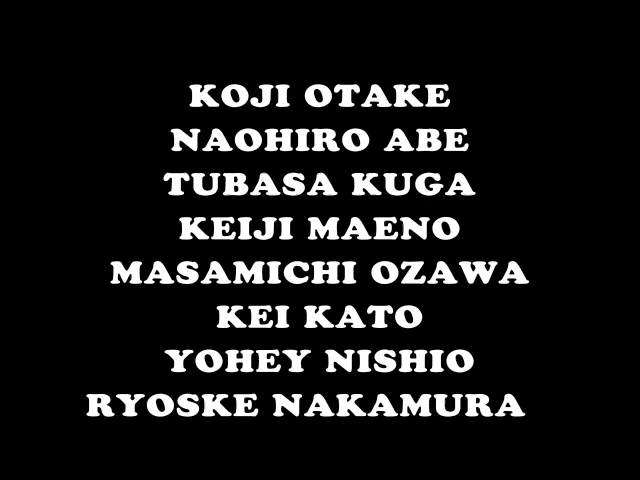 KOJI OTAKE
NAOHIRO ABE
TUBASA KUGA
KEIJI MAENO
MASAMICHI OZAWA
KEI KATO
YOHEY NISHIO
RYOSKE NAKAMURA